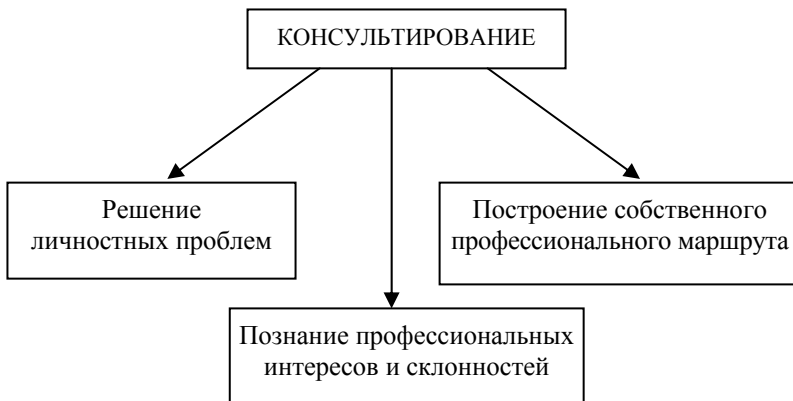 КОНСУЛЬТИРОВАНИЕ
Решение
личностных проблем
Построение собственного
профессионального маршрута
Познание профессиональных
интересов и склонностей